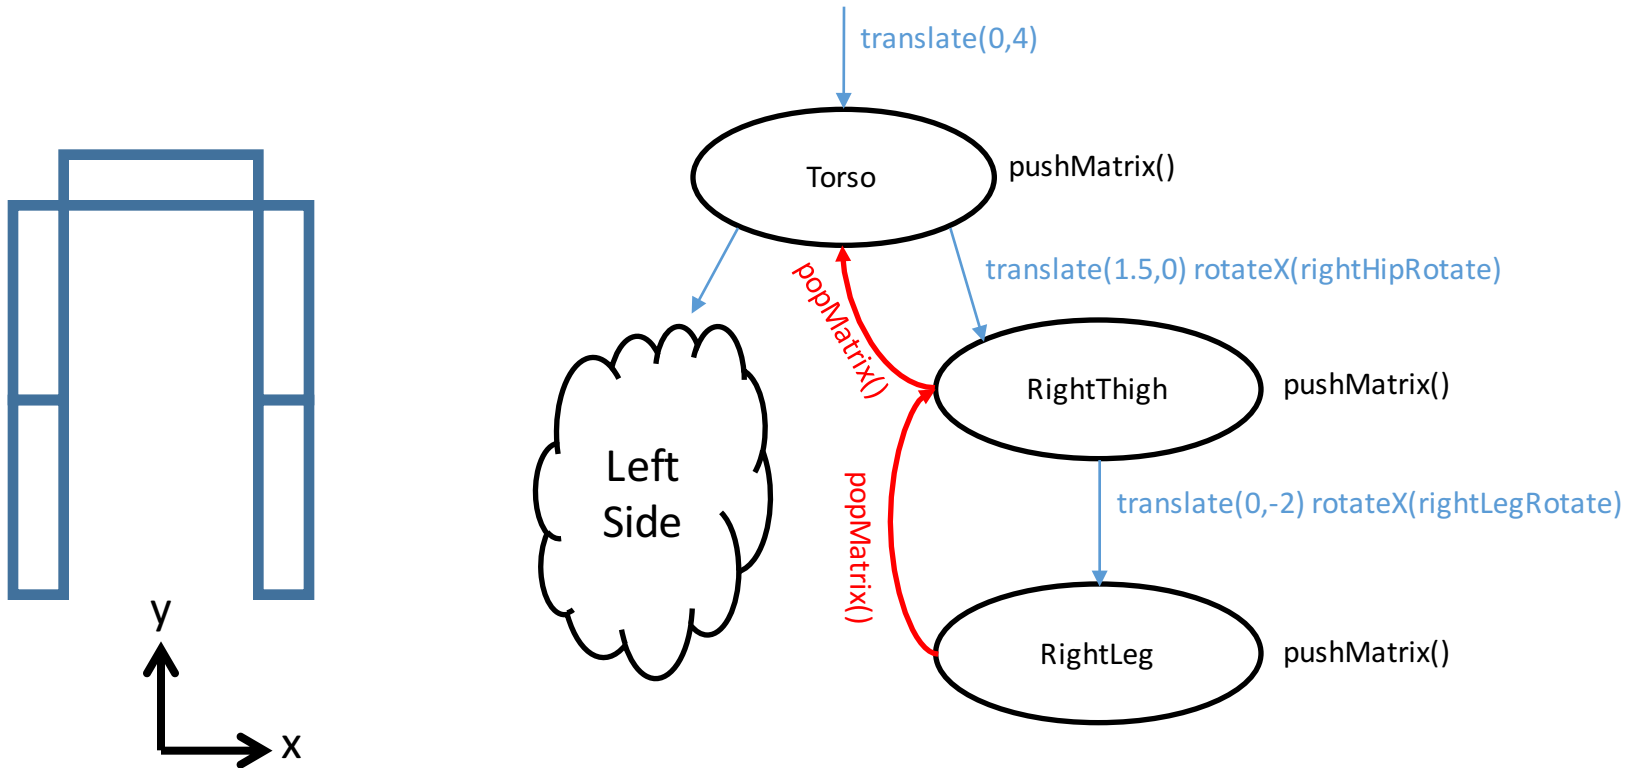 translate(0,4)
Torso
pushMatrix()
translate(1.5,0) rotateX(rightHipRotate)
popMatrix()
RightThigh
pushMatrix()
Left
Side
popMatrix()
translate(0,-2) rotateX(rightLegRotate)
RightLeg
pushMatrix()
y
x